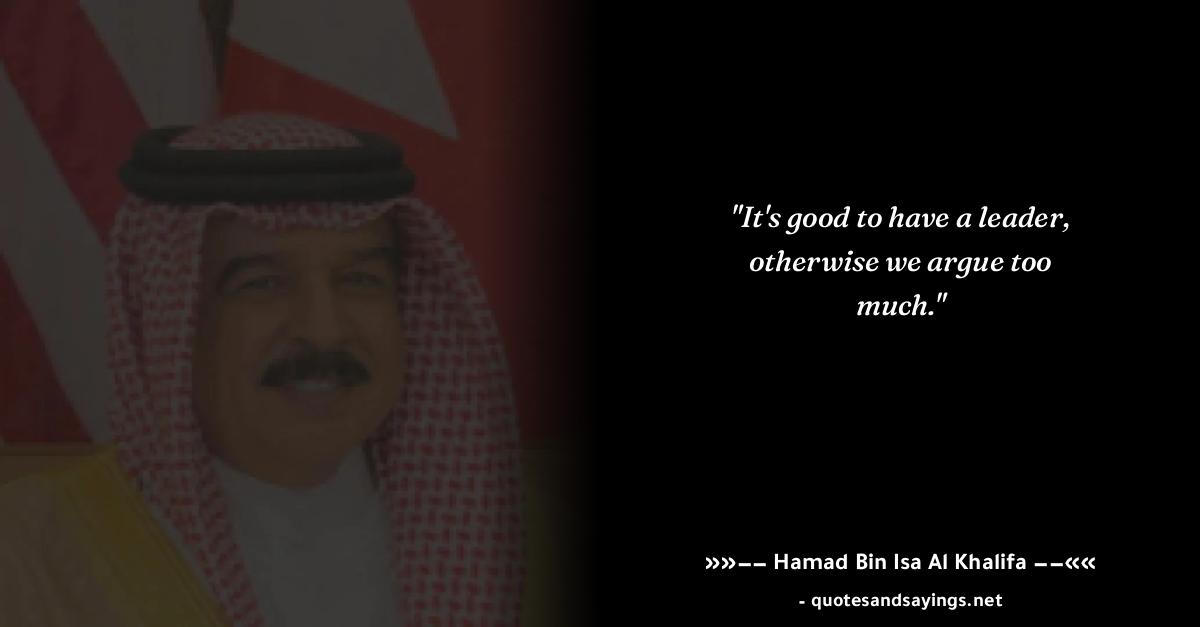 "It's good to have a leader,
otherwise we argue too
much."
»»−− Hamad Bin Isa Al Khalifa −−««
- quotesandsayings.net